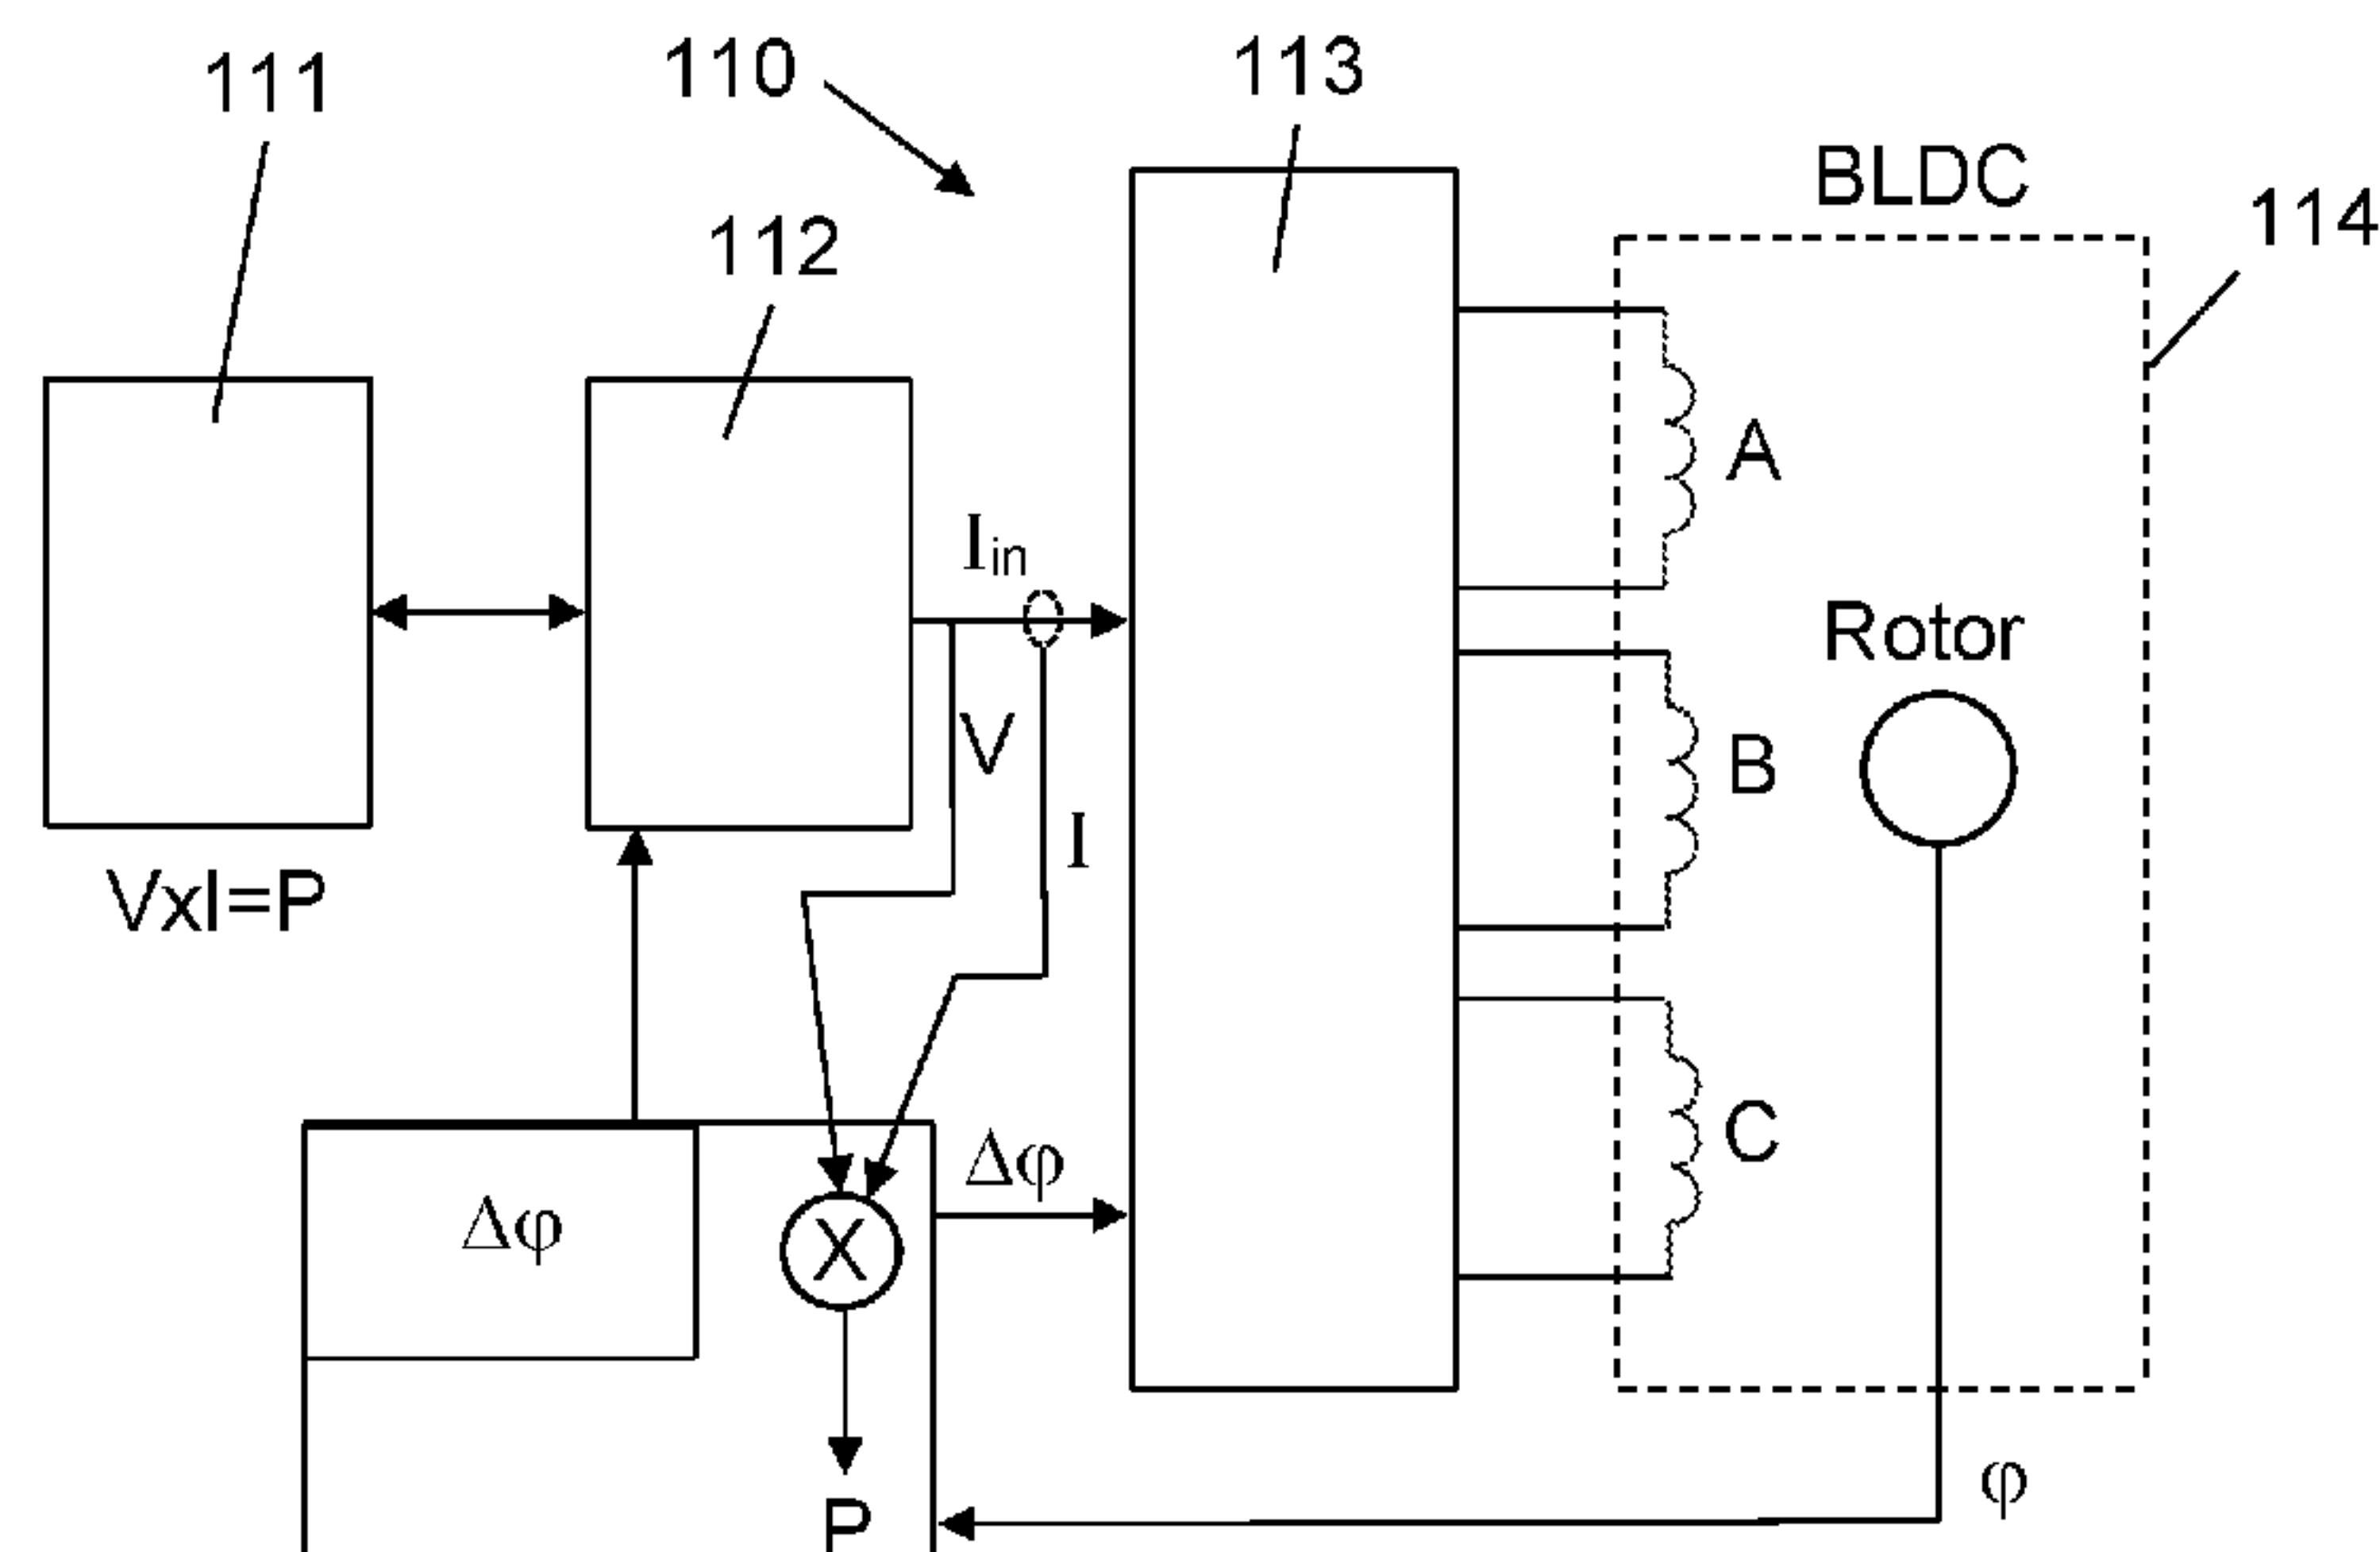 111
110
113
BLDC
114
112
A
Iin
Rotor
V
B
I
VxI=P
C
Δφ
Δφ
X
φ
P